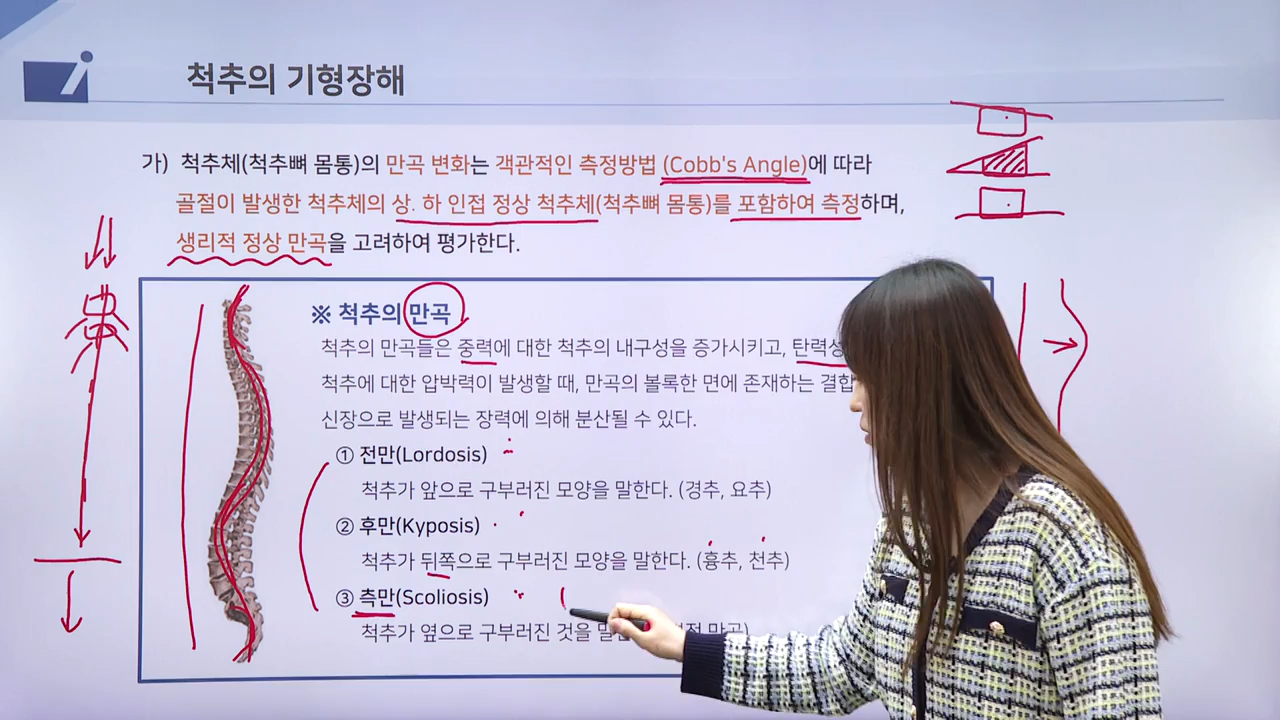 척추의 기형장해
가) 척추체(척추뼈 몸통)의 만곡 변화는 객관적인 측정방법 (Cobb's Angle)에 따라
골절이 발생한 척추체의 상. 하 인접 정상 척추체(척추뼈 몸통)를 포함하여 측정하며,
생리적 정상 만곡을 고려하여 평가한다.
※ 척추의 만곡
척추의 만곡들은 중력에 대한 척추의 내구성을 증가시키고, 탄력성
척추에 대한 압박력이 발생할 때, 만곡의 볼록한 면에 존재하는 결합
신장으로 발생되는 장력에 의해 분산될 수 있다.
① 전만(Lordosis)
척추가 앞으로 구부러진 모양을 말한다. (경추, 요추)
② 후만(Kyposis)
척추가 뒤쪽으로 구부러진 모양을 말한다. (흉추, 천추)
③ 측만(Scoliosis)
척추가 옆으로 구부러진 것을 만곡)